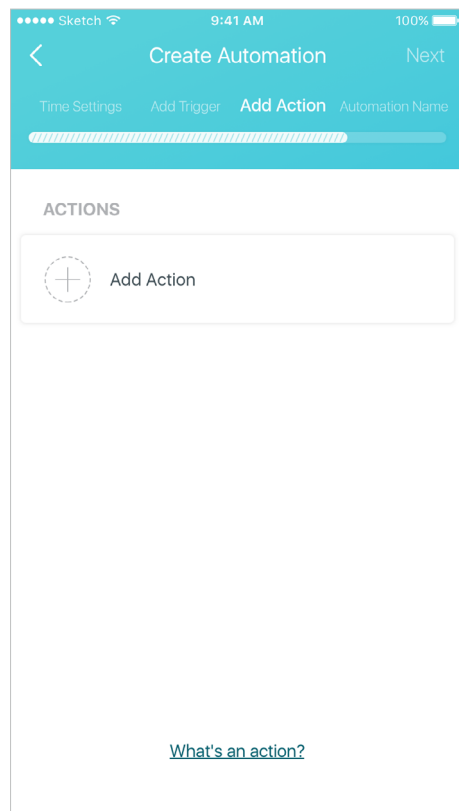 Sketch 9:41 AM 100%
Create Automation Next
Time Settings Add Trigger Add Action Automation Name
ACTIONS
Add Action
What's an action?